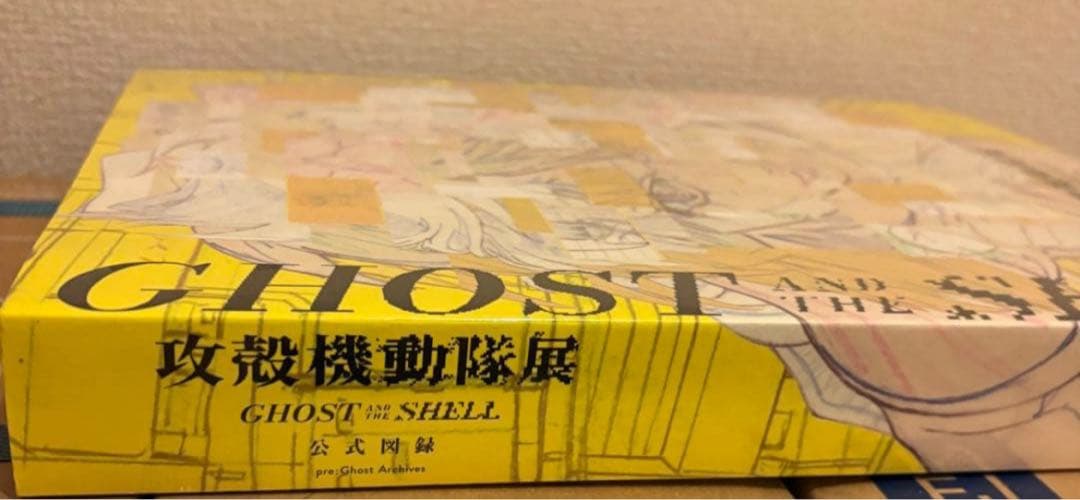 GHOST AND THE
攻殻機動隊展
GHOST AND THE SHELL
公式図録
pre:Ghost Archives